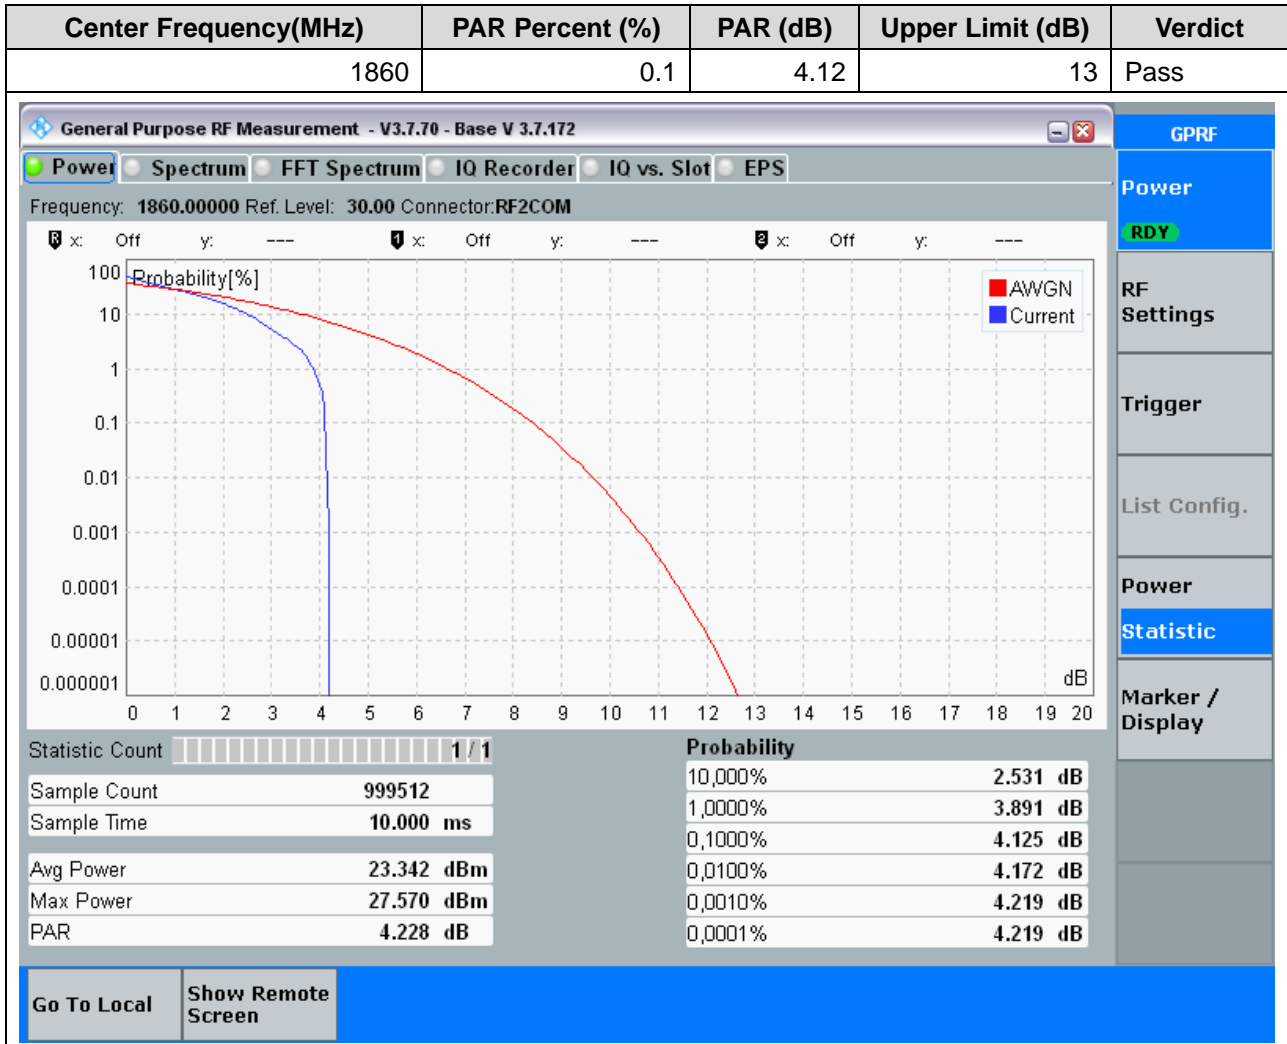 Center Frequency(MHz) PAR Percent (%) PAR (dB) Upper Limit (dB) Verdict
1860 0.1 4.12 13 Pass
General Purpose RF Measurement - V3.7.70 - Base V 3.7.172
GPRF
Power Spectrum FFT Spectrum IQ Recorder IQ vs. Slot EPS
Power
RDY
Frequency: 1860.00000 Ref. Level: 30.00 Connector:RF2COM
R x: Off y: --- 1 x: Off y: --- 2 x: Off y: ---
100 Probability[%]
AWGN
Current
10
1
0.1
0.01
0.001
0.0001
0.00001
0.000001
dB
0 1 2 3 4 5 6 7 8 9 10 11 12 13 14 15 16 17 18 19 20
RF
Settings
Trigger
List Config.
Power
Statistic
Marker /
Display
Statistic Count 1 / 1
Sample Count 999512
Sample Time 10.000 ms
Avg Power 23.342 dBm
Max Power 27.570 dBm
PAR 4.228 dB
Probability
10,000% 2.531 dB
1,0000% 3.891 dB
0,1000% 4.125 dB
0,0100% 4.172 dB
0,0010% 4.219 dB
0,0001% 4.219 dB
Go To Local
Show Remote
Screen